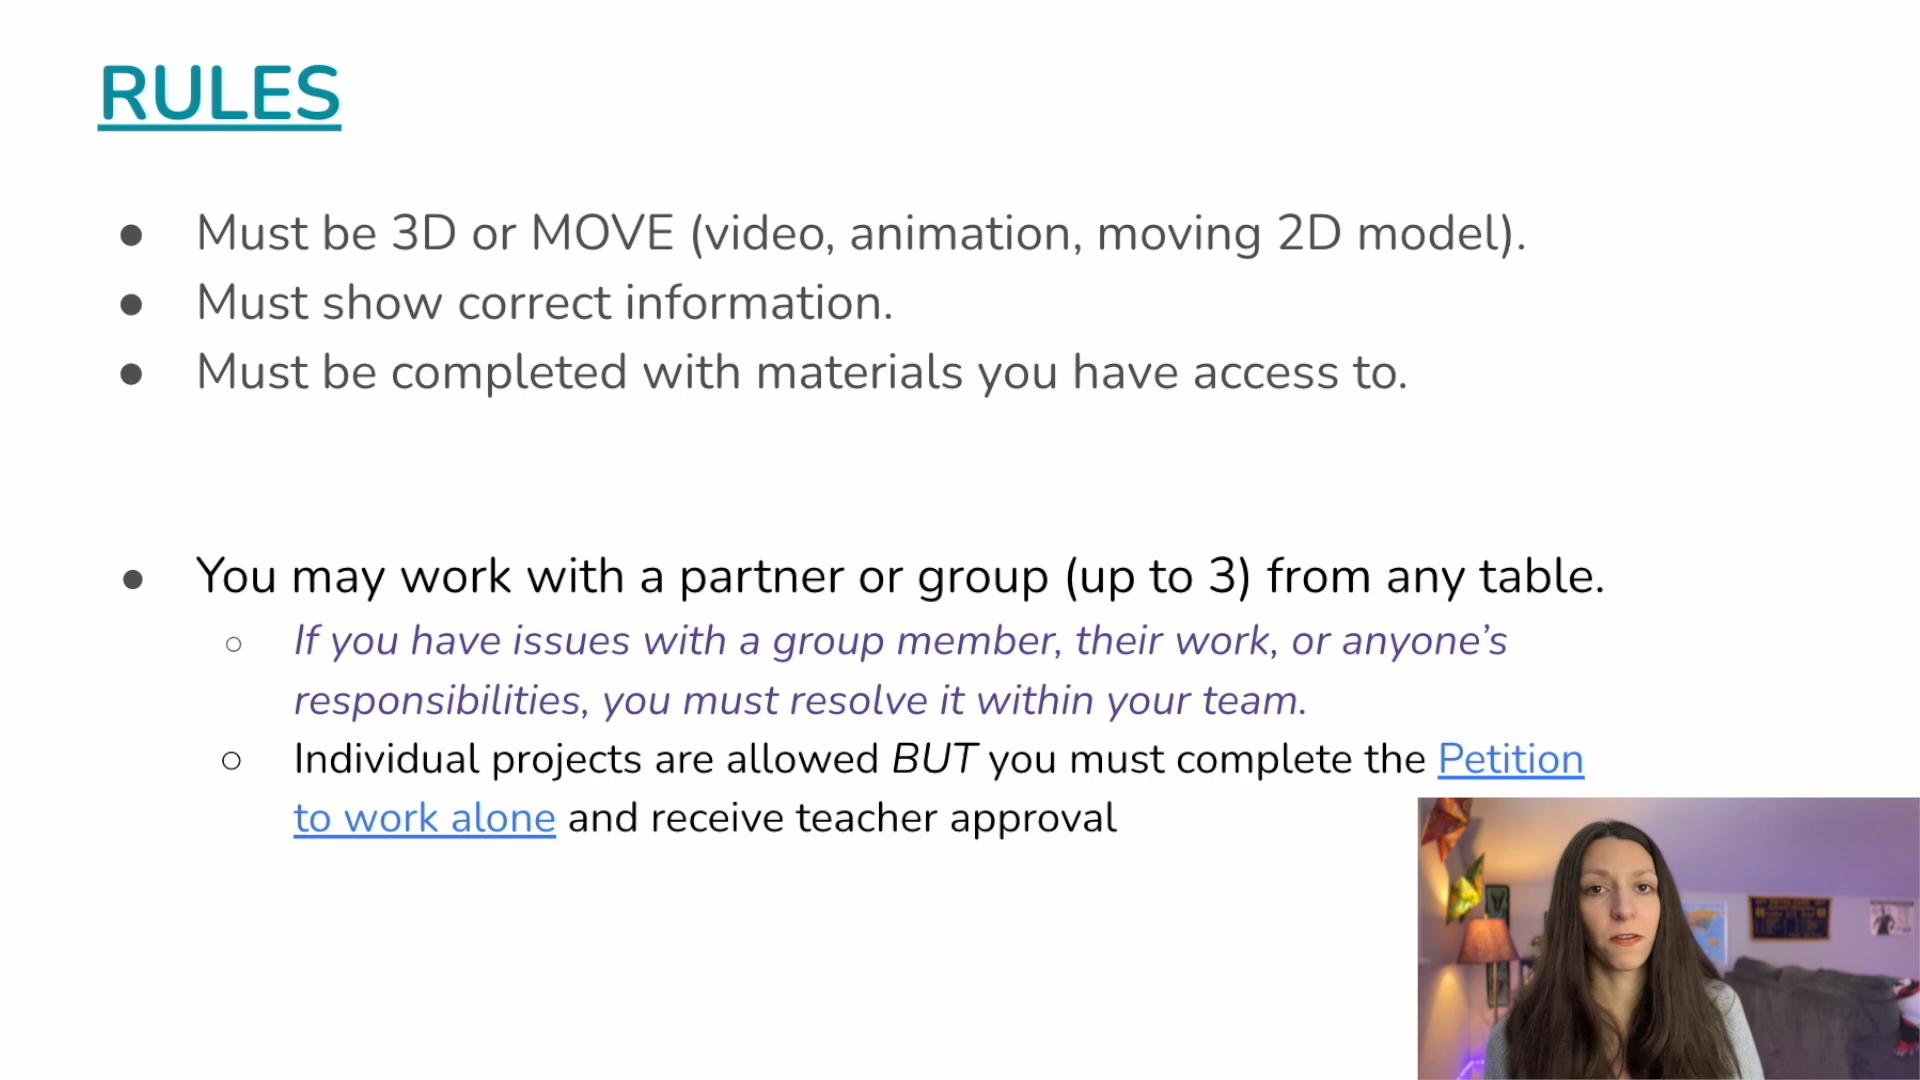 RULES
● Must be 3D or MOVE (video, animation, moving 2D model).
● Must show correct information.
● Must be completed with materials you have access to.
● You may work with a partner or group (up to 3) from any table.
○ If you have issues with a group member, their work, or anyone’s
responsibilities, you must resolve it within your team.
○ Individual projects are allowed BUT you must complete the Petition
to work alone and receive teacher approval